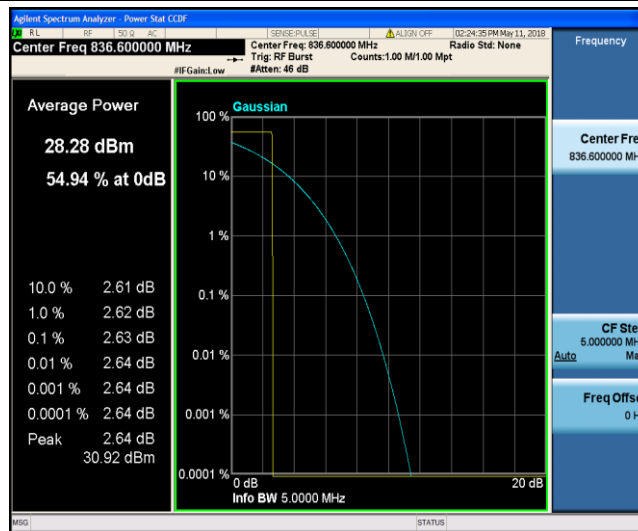 Agilent Spectrum Analyzer - Power Stat CCDF
RL RF 50 Ω AC SENSE:PULSE ALIGN OFF 02:24:35 PM May 11, 2018
Center Freq 836.600000 MHz
Center Freq: 836.600000 MHz Radio Std: None
Trig: RF Burst Counts:1.00 M/1.00 Mpt
#IFGain:Low #Atten: 46 dB
Frequency
Average Power
28.28 dBm
54.94 % at 0dB
10.0 % 2.61 dB
1.0 % 2.62 dB
0.1 % 2.63 dB
0.01 % 2.64 dB
0.001 % 2.64 dB
0.0001 % 2.64 dB
Peak 2.64 dB
30.92 dBm
Gaussian
100 %
10 %
1 %
0.1 %
0.01 %
0.001 %
0.0001 %
0 dB 20 dB
Info BW 5.0000 MHz
Center Fre
836.600000 MH
CF Ste
5.000000 MH
Auto Ma
Freq Offs
0 H
MSG STATUS